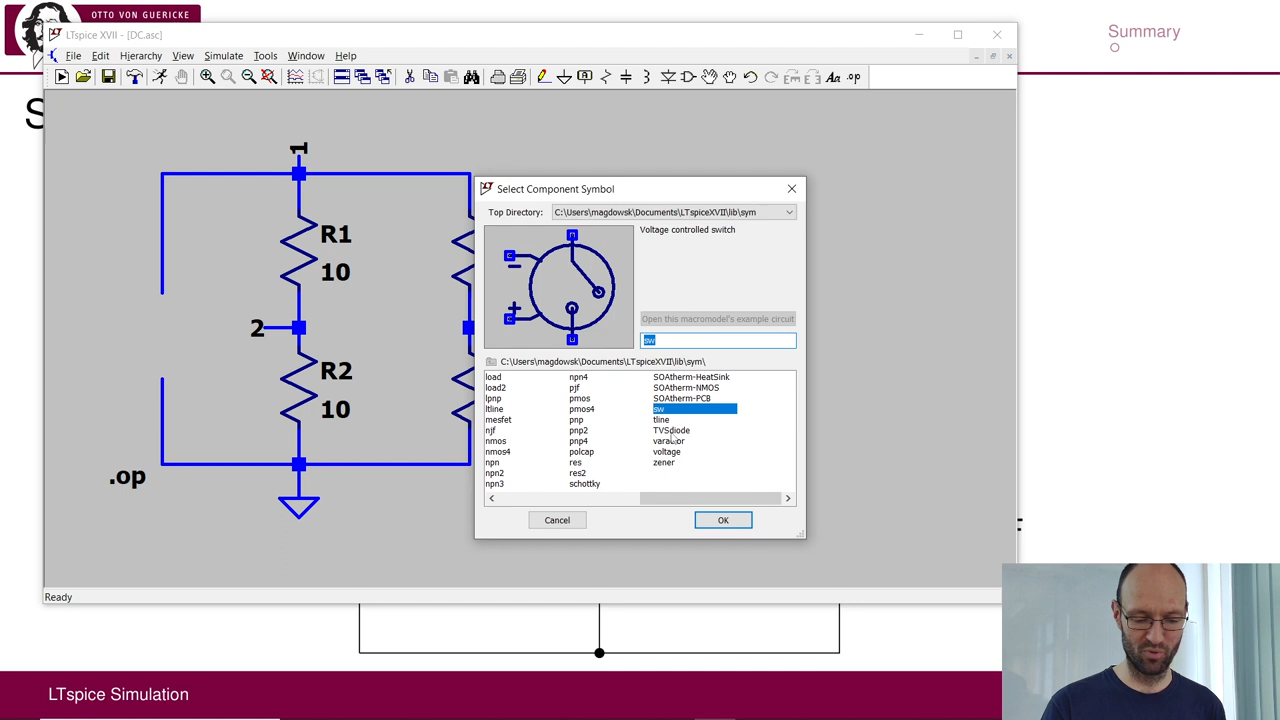 OTTO VON GUERICKE
Summary
LTspice XVII - [DC.asc]
File Edit Hierarchy View Simulate Tools Window Help
.op
S
1
R1
10
2
R2
10
.op
Select Component Symbol
Top Directory: C:\Users\magdowsk\Documents\LTspiceXVII\lib\sym
Voltage controlled switch
Open this macromodel's example circuit
sw
C:\Users\magdowsk\Documents\LTspiceXVII\lib\sym\
load npn4 SOAtherm-HeatSink
load2 pjf SOAtherm-NMOS
lpnp pmos SOAtherm-PCB
ltline pmos4 sw
mesfet pnp tline
njf pnp2 TVSdiode
nmos pnp4 varactor
nmos4 polcap voltage
npn res zener
npn2 res2
npn3 schottky
Cancel OK
Ready
LTspice Simulation